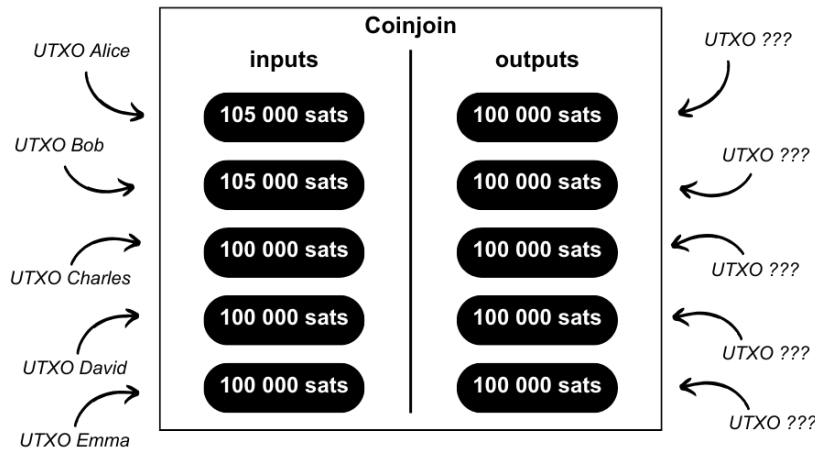 Coinjoin
inputs
outputs
UTXO Alice
105 000 sats
100 000 sats
UTXO ???
UTXO Bob
105 000 sats
100 000 sats
UTXO ???
UTXO Charles
100 000 sats
100 000 sats
UTXO ???
UTXO David
100 000 sats
100 000 sats
UTXO ???
UTXO Emma
100 000 sats
100 000 sats
UTXO ???